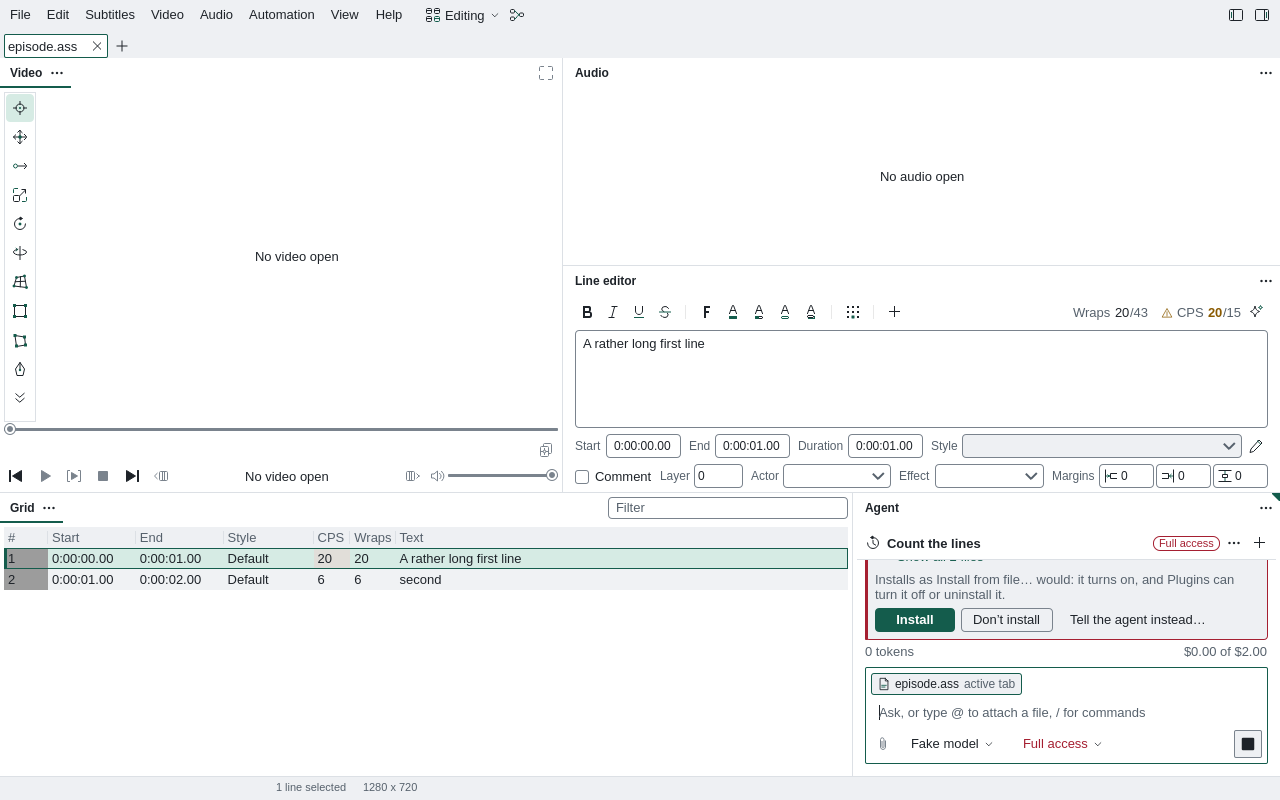 File Edit Subtitles Video Audio Automation View Help Editing
episode.ass
Video
Audio
No video open
No audio open
Line editor
B I U S F A A A A Wraps 20/43 CPS 20/15
A rather long first line
Start 0:00:00.00 End 0:00:01.00 Duration 0:00:01.00 Style
Comment Layer 0 Actor Effect Margins 0 0 0
No video open
Grid
Filter
# Start End Style CPS Wraps Text
1 0:00:00.00 0:00:01.00 Default 20 20 A rather long first line
2 0:00:01.00 0:00:02.00 Default 6 6 second
Agent
Count the lines Full access
Installs as Install from file… would: it turns on, and Plugins can
turn it off or uninstall it.
Install Don't install Tell the agent instead…
0 tokens $0.00 of $2.00
episode.ass active tab
Ask, or type @ to attach a file, / for commands
Fake model Full access
1 line selected 1280 x 720